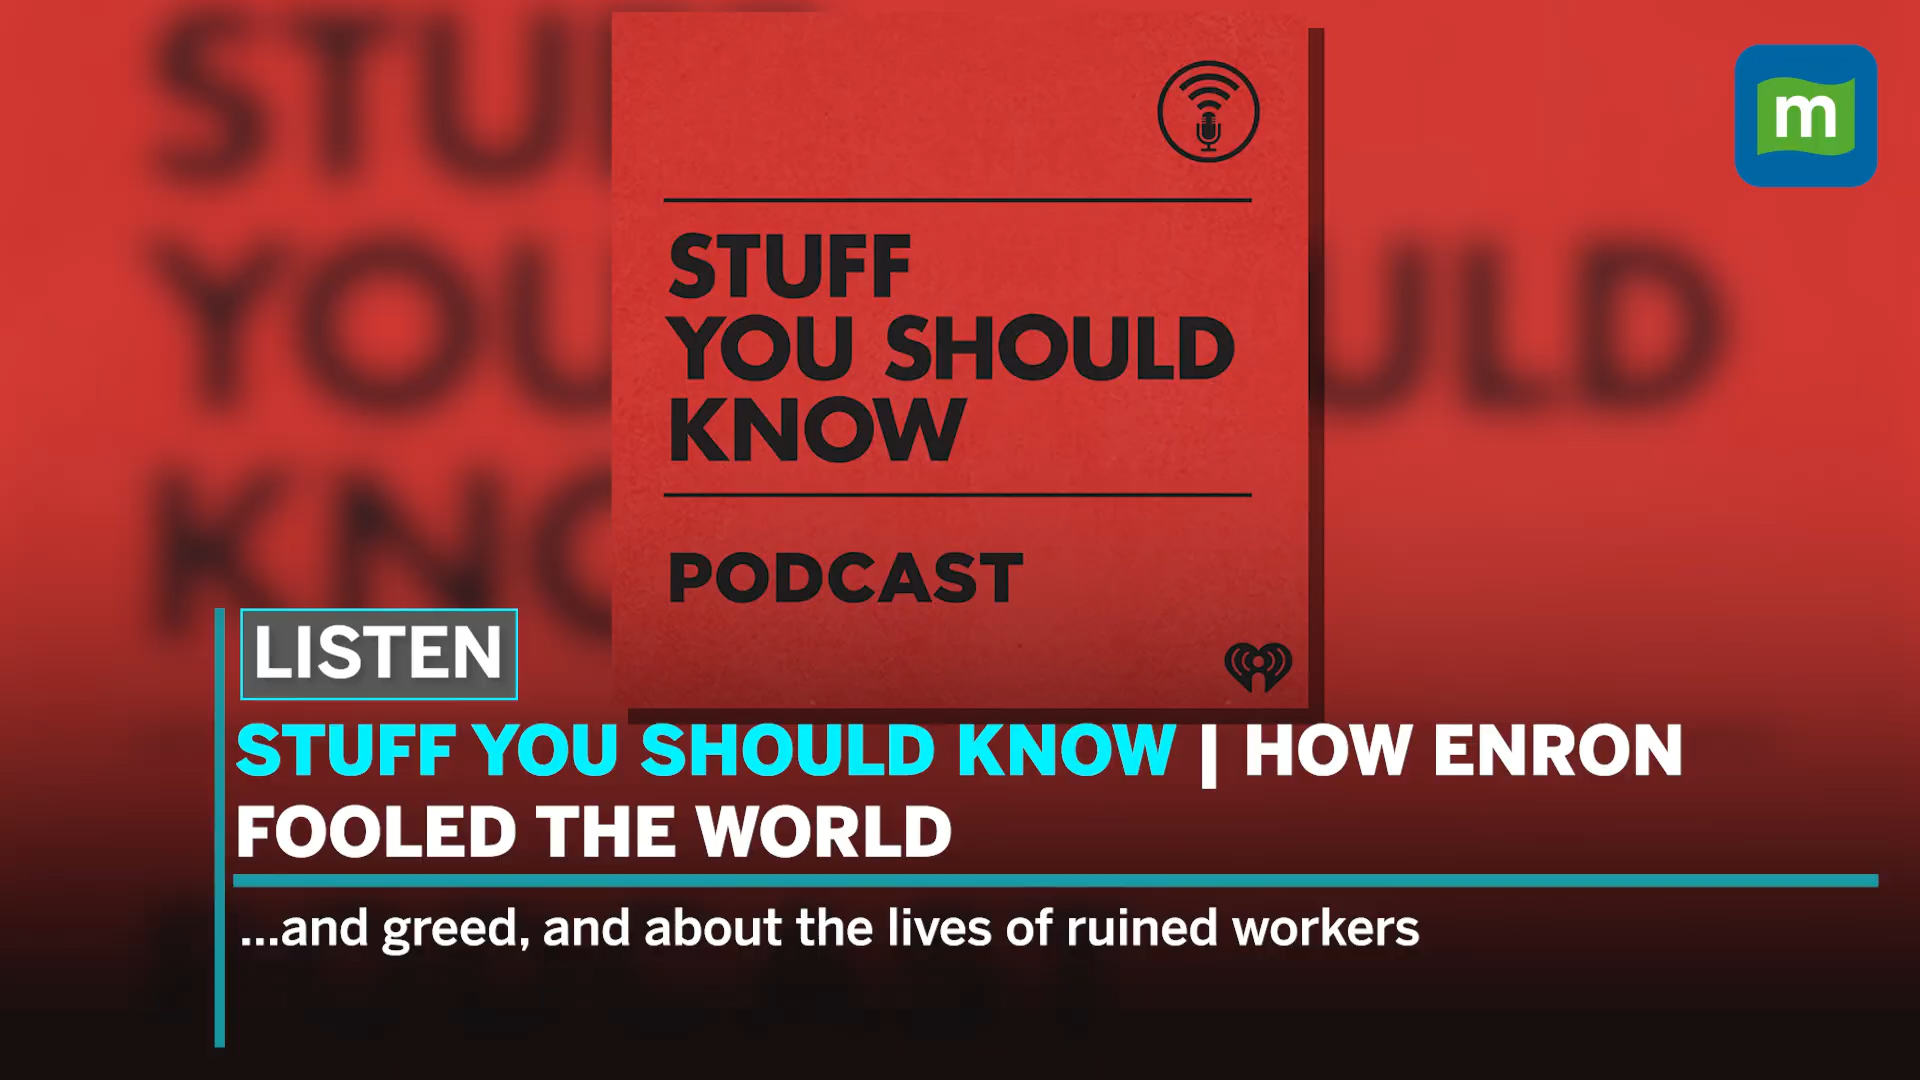 m
STUFF
YOU SHOULD
KNOW
PODCAST
LISTEN
STUFF YOU SHOULD KNOW | HOW ENRON
FOOLED THE WORLD
...and greed, and about the lives of ruined workers